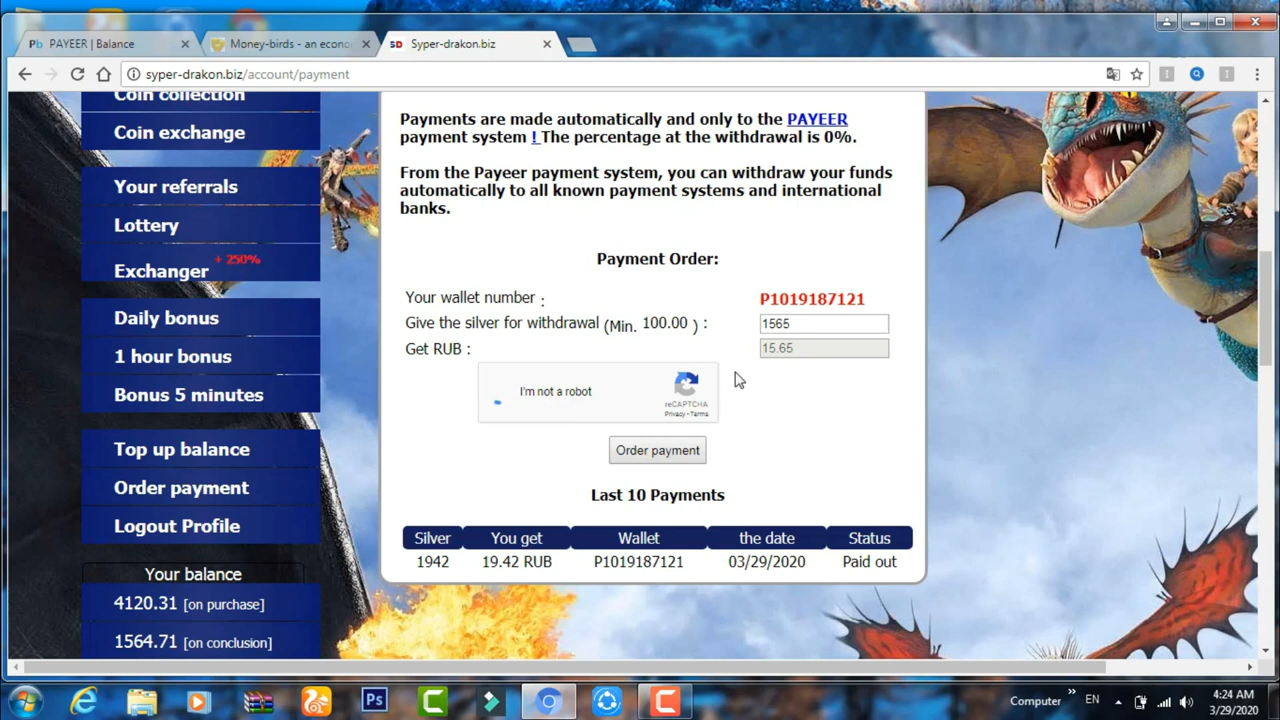 PAYEER | Balance
Money-birds - an econo
Syper-drakon.biz
syper-drakon.biz/account/payment
Coin collection
Coin exchange
Your referrals
Lottery
Exchanger + 250%
Daily bonus
1 hour bonus
Bonus 5 minutes
Top up balance
Order payment
Logout Profile
Your balance
4120.31 [on purchase]
1564.71 [on conclusion]
Payments are made automatically and only to the PAYEER
payment system ! The percentage at the withdrawal is 0%.
From the Payeer payment system, you can withdraw your funds
automatically to all known payment systems and international
banks.
Payment Order:
Your wallet number : P1019187121
Give the silver for withdrawal (Min. 100.00 ) : 1565
Get RUB : 15.65
I'm not a robot
reCAPTCHA
Privacy - Terms
Order payment
Last 10 Payments
Silver You get Wallet the date Status
1942 19.42 RUB P1019187121 03/29/2020 Paid out
Computer » EN 4:24 AM
3/29/2020